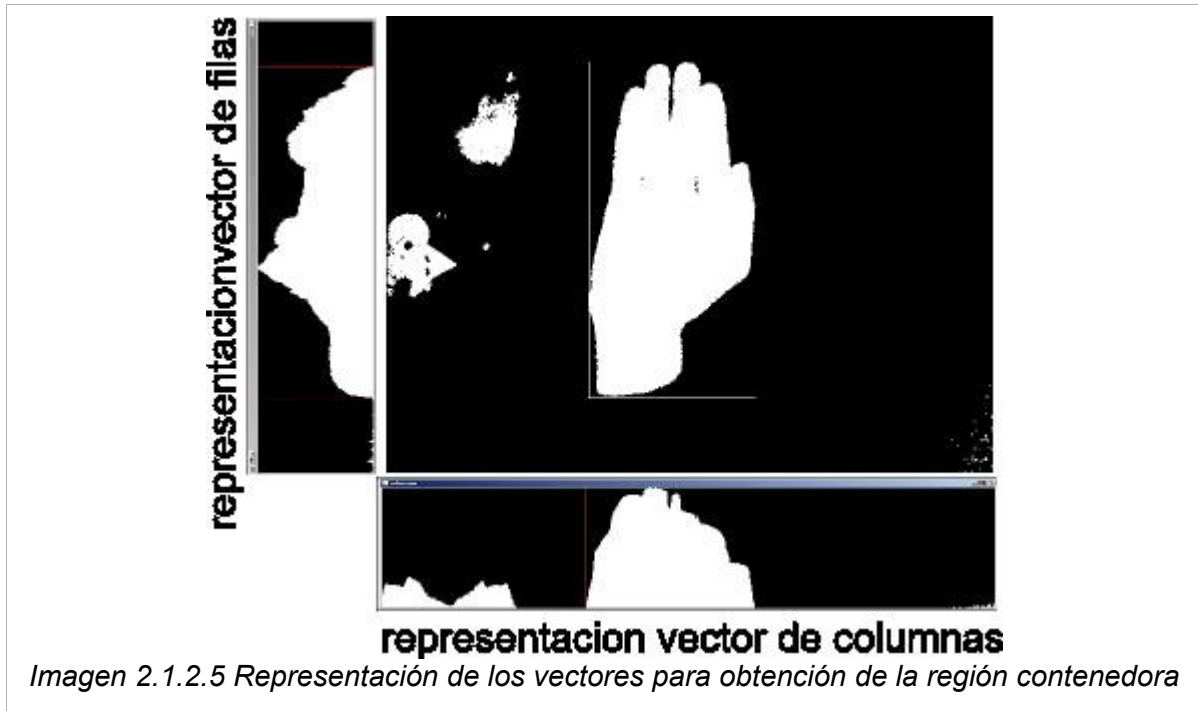 representacionvector de filas
representacion vector de columnas
Imagen 2.1.2.5 Representación de los vectores para obtención de la región contenedora